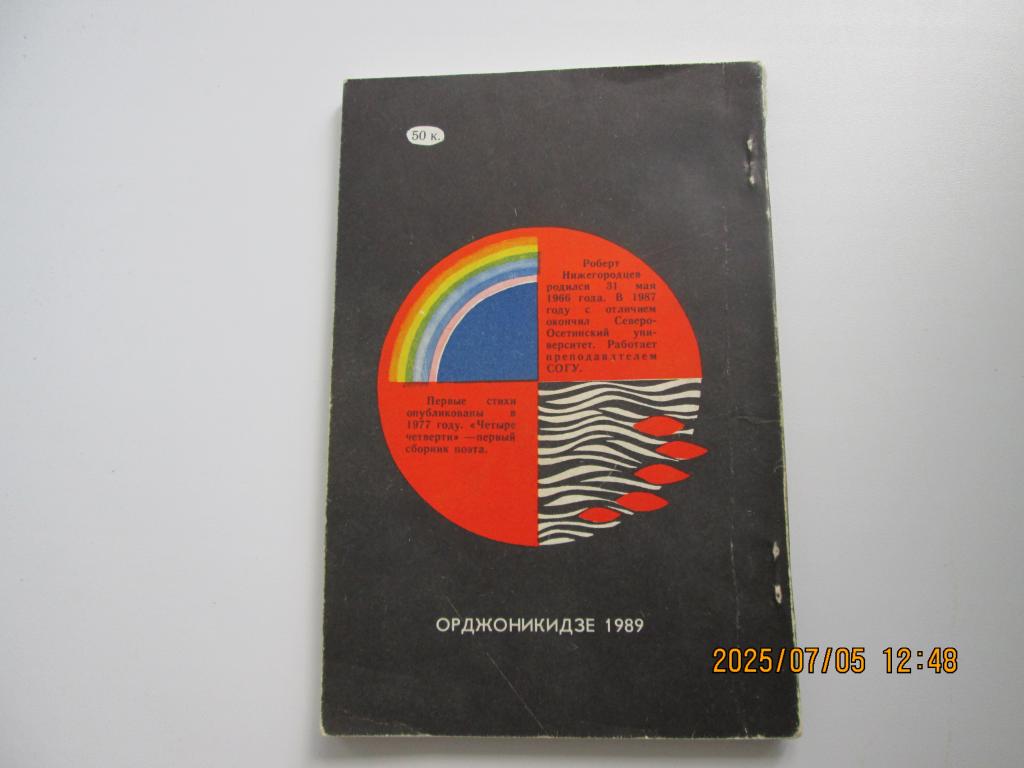 50 к.
Роберт
Нижегородцев
родился 31 мая
1966 года. В 1987
году с отличием
окончил Северо-
Осетинский уни-
верситет. Работает
преподавателем
СОГУ.
Первые стихи
опубликованы в
1977 году. «Четыре
четверти» —первый
сборник поэта.
ОРДЖОНИКИДЗЕ 1989
2025/07/05 12:48